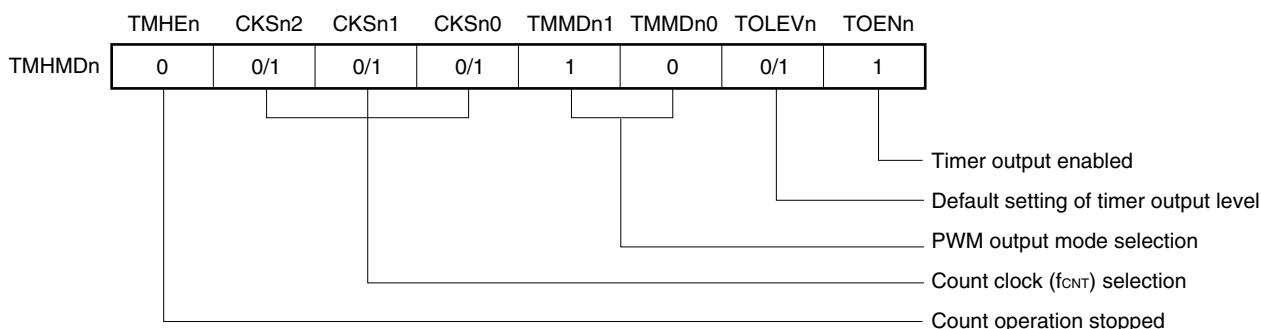 TMHEn CKSn2 CKSn1 CKSn0 TMMDn1 TMMDn0 TOLEVn TOENn
TMHMDn 0 0/1 0/1 0/1 1 0 0/1 1
Timer output enabled
Default setting of timer output level
PWM output mode selection
Count clock (fCNT) selection
Count operation stopped